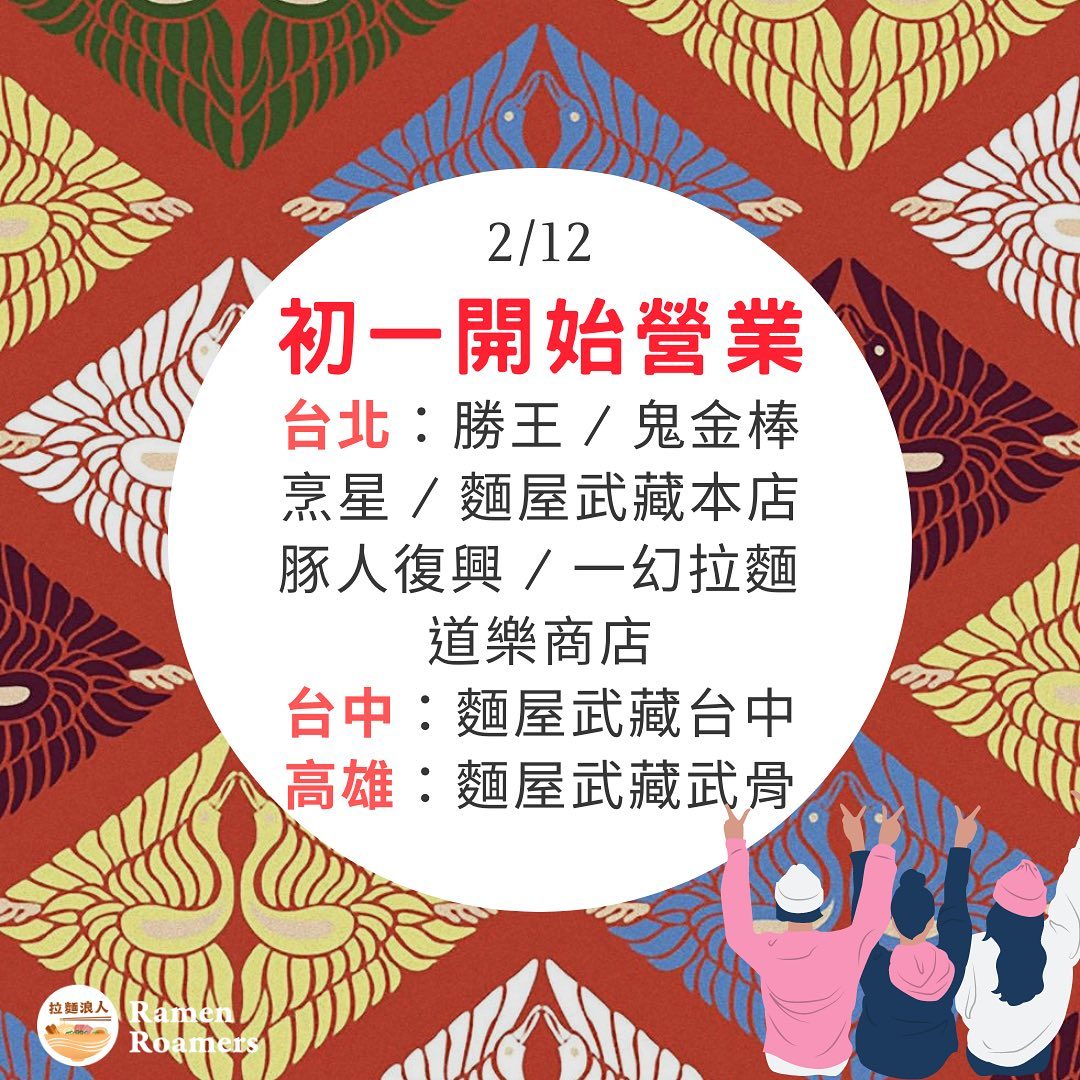 2/12
初一開始營業
台北：勝王 / 鬼金棒
烹星 / 麵屋武藏本店
豚人復興 / 一幻拉麵
道樂商店
台中：麵屋武藏台中
高雄：麵屋武藏武骨
拉麵浪人
Ramen
Roamers